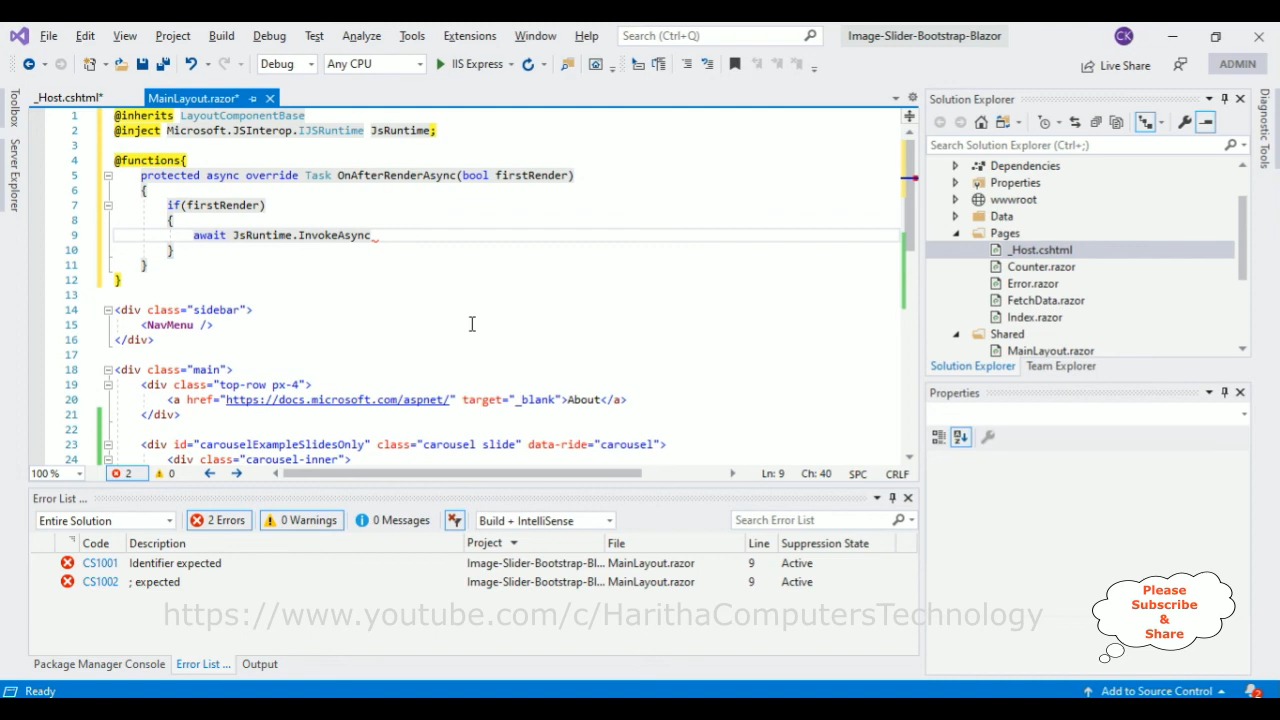 File Edit View Project Build Debug Test Analyze Tools Extensions Window Help Search (Ctrl+Q) Image-Slider-Bootstrap-Blazor CK
Debug Any CPU IIS Express Live Share ADMIN
Toolbox
Server Explorer
_Host.cshtml* MainLayout.razor*
1 @inherits LayoutComponentBase
2 @inject Microsoft.JSInterop.IJSRuntime JsRuntime;
3
4 @functions{
5 protected async override Task OnAfterRenderAsync(bool firstRender)
6 {
7 if(firstRender)
8 {
9 await JsRuntime.InvokeAsync
10 }
11 }
12 }
13
14 <div class="sidebar">
15 <NavMenu />
16 </div>
17
18 <div class="main">
19 <div class="top-row px-4">
20 <a href="https://docs.microsoft.com/aspnet/" target="_blank">About</a>
21 </div>
22
23 <div id="carouselExampleSlidesOnly" class="carousel slide" data-ride="carousel">
24 <div class="carousel-inner">
100 % 2 0 Ln: 9 Ch: 40 SPC CRLF
Solution Explorer
Search Solution Explorer (Ctrl+;)
Dependencies
Properties
wwwroot
Data
Pages
_Host.cshtml
Counter.razor
Error.razor
FetchData.razor
Index.razor
Shared
MainLayout.razor
Solution Explorer Team Explorer
Properties
Diagnostic Tools
Error List ...
Entire Solution 2 Errors 0 Warnings 0 Messages Build + IntelliSense Search Error List
Code Description Project File Line Suppression State
CS1001 Identifier expected Image-Slider-Bootstrap-Bl... MainLayout.razor 9 Active
CS1002 ; expected Image-Slider-Bootstrap-Bl... MainLayout.razor 9 Active
https://www.youtube.com/c/HarithaComputersTechnology
Please
Subscribe
&
Share
Package Manager Console Error List ... Output
Ready Add to Source Control 2